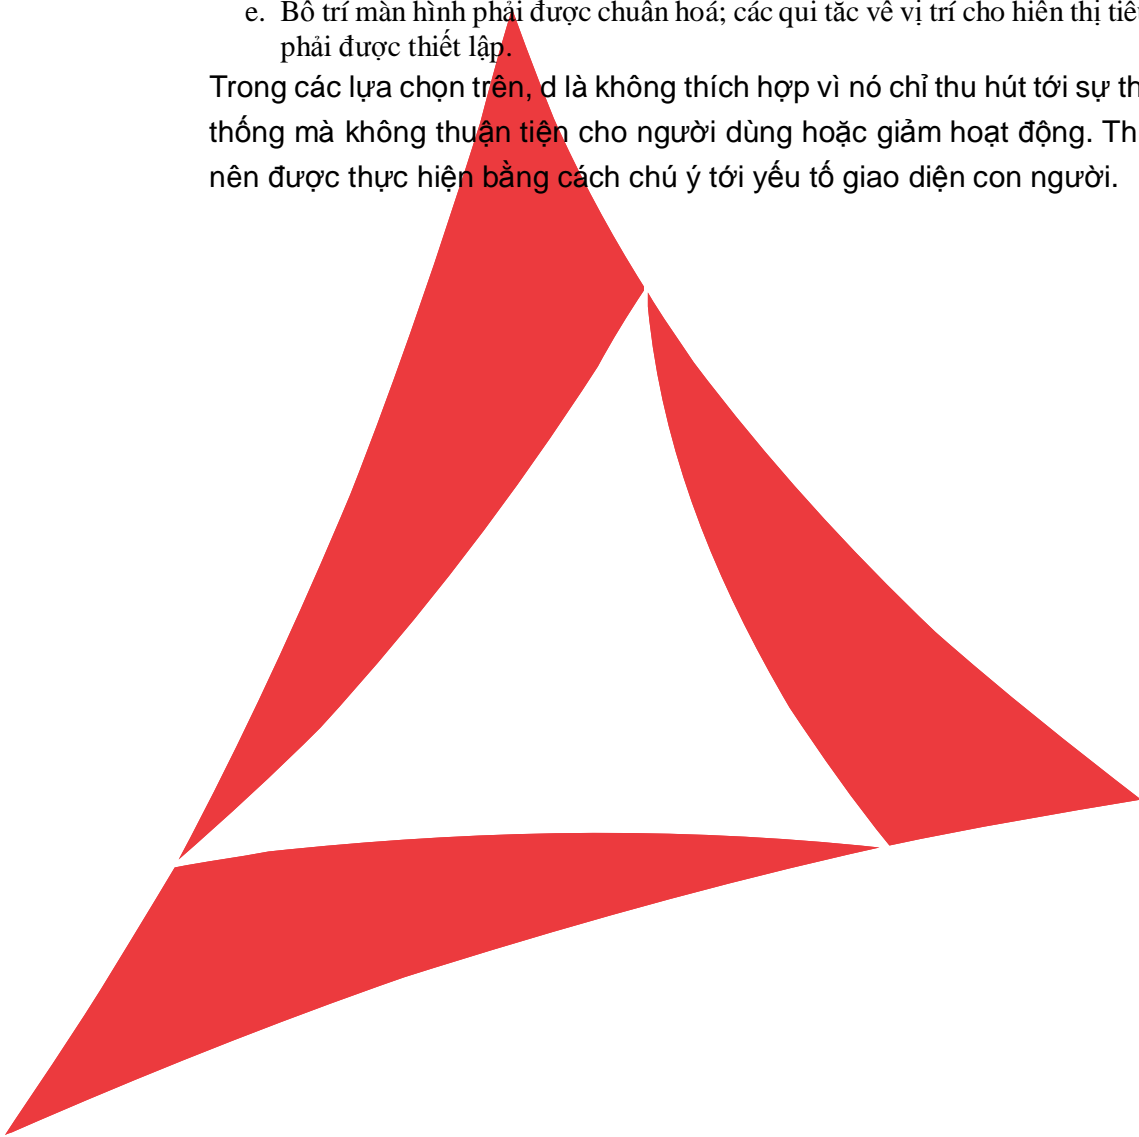 e. Bố trí màn hình phải được chuẩn hoá; các qui tắc về vị trí cho hiển thị
phải được thiết lập.
Trong các lựa chọn trên, d là không thích hợp vì nó chỉ thu hút tới sự
thống mà không thuận tiện cho người dùng hoặc giảm hoạt động.
nên được thực hiện bằng cách chú ý tới yếu tố giao diện con người.